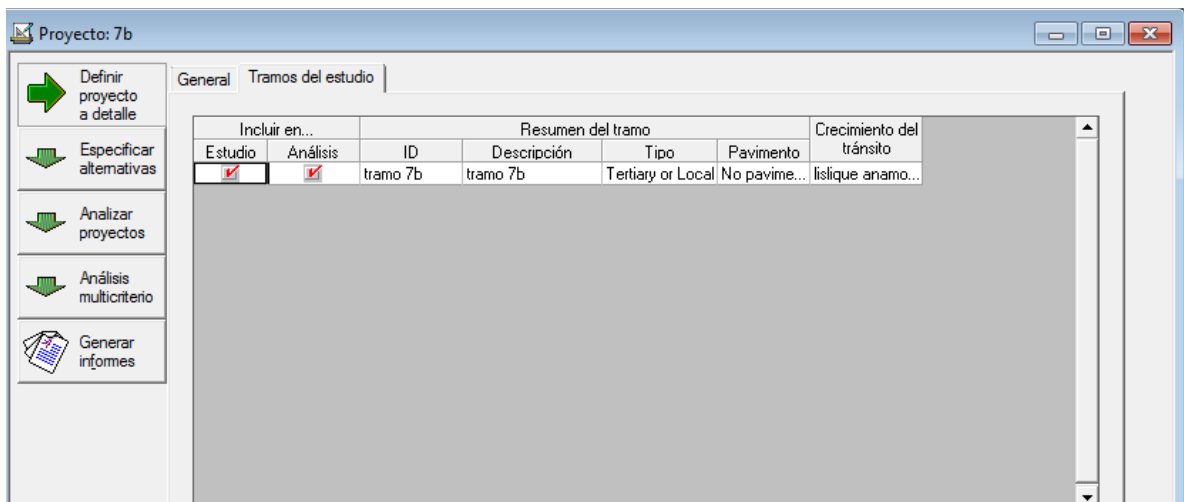 Proyecto: 7b
Definir
proyecto
a detalle
Especificar
alternativas
Analizar
proyectos
Análisis
multicriterio
Generar
informes
General Tramos del estudio
Incluir en... Resumen del tramo Crecimiento del
tránsito
Estudio Análisis ID Descripción Tipo Pavimento
tramo 7b tramo 7b Tertiary or Local No pavime... lislique anamo...